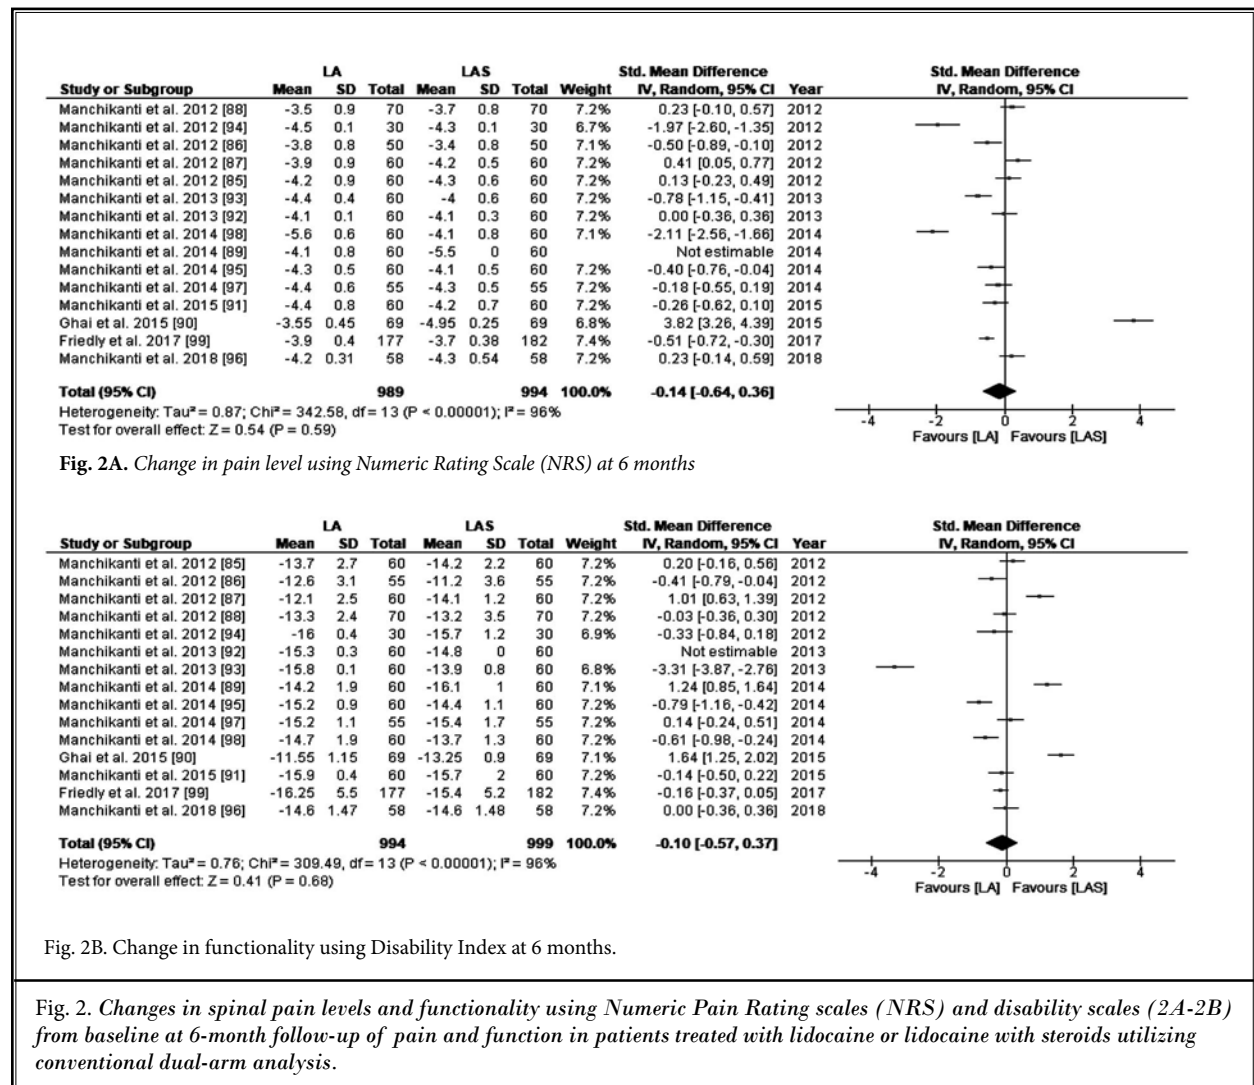 LA LAS Std. Mean Difference Std. Mean Difference
Study or Subgroup Mean SD Total Mean SD Total Weight IV, Random, 95% CI Year IV, Random, 95% CI
Manchikanti et al. 2012 [88] -3.5 0.9 70 -3.7 0.8 70 7.2% 0.23 [-0.10, 0.57] 2012
Manchikanti et al. 2012 [94] -4.5 0.1 30 -4.3 0.1 30 6.7% -1.97 [-2.60, -1.35] 2012
Manchikanti et al. 2012 [86] -3.8 0.8 50 -3.4 0.8 50 7.1% -0.50 [-0.89, -0.10] 2012
Manchikanti et al. 2012 [87] -3.9 0.9 60 -4.2 0.5 60 7.2% 0.41 [0.05, 0.77] 2012
Manchikanti et al. 2012 [85] -4.2 0.9 60 -4.3 0.6 60 7.2% 0.13 [-0.23, 0.49] 2012
Manchikanti et al. 2013 [93] -4.4 0.4 60 -4 0.6 60 7.2% -0.78 [-1.15, -0.41] 2013
Manchikanti et al. 2013 [92] -4.1 0.1 60 -4.1 0.3 60 7.2% 0.00 [-0.36, 0.36] 2013
Manchikanti et al. 2014 [98] -5.6 0.6 60 -4.1 0.8 60 7.1% -2.11 [-2.56, -1.66] 2014
Manchikanti et al. 2014 [89] -4.1 0.8 60 -5.5 0 60 Not estimable 2014
Manchikanti et al. 2014 [95] -4.3 0.5 60 -4.1 0.5 60 7.2% -0.40 [-0.76, -0.04] 2014
Manchikanti et al. 2014 [97] -4.4 0.6 55 -4.3 0.5 55 7.2% -0.18 [-0.55, 0.19] 2014
Manchikanti et al. 2015 [91] -4.4 0.8 60 -4.2 0.7 60 7.2% -0.26 [-0.62, 0.10] 2015
Ghai et al. 2015 [90] -3.55 0.45 69 -4.95 0.25 69 6.8% 3.82 [3.26, 4.39] 2015
Friedly et al. 2017 [99] -3.9 0.4 177 -3.7 0.38 182 7.4% -0.51 [-0.72, -0.30] 2017
Manchikanti et al. 2018 [96] -4.2 0.31 58 -4.3 0.54 58 7.2% 0.23 [-0.14, 0.59] 2018
Total (95% CI) 989 994 100.0% -0.14 [-0.64, 0.36]
Heterogeneity: Tau² = 0.87; Chi² = 342.58, df = 13 (P < 0.00001); I² = 96%
Test for overall effect: Z = 0.54 (P = 0.59)
-4 -2 0 2 4
Favours [LA] Favours [LAS]
Fig. 2A. Change in pain level using Numeric Rating Scale (NRS) at 6 months
LA LAS Std. Mean Difference Std. Mean Difference
Study or Subgroup Mean SD Total Mean SD Total Weight IV, Random, 95% CI Year IV, Random, 95% CI
Manchikanti et al. 2012 [85] -13.7 2.7 60 -14.2 2.2 60 7.2% 0.20 [-0.16, 0.56] 2012
Manchikanti et al. 2012 [86] -12.6 3.1 55 -11.2 3.6 55 7.2% -0.41 [-0.79, -0.04] 2012
Manchikanti et al. 2012 [87] -12.1 2.5 60 -14.1 1.2 60 7.2% 1.01 [0.63, 1.39] 2012
Manchikanti et al. 2012 [88] -13.3 2.4 70 -13.2 3.5 70 7.2% -0.03 [-0.36, 0.30] 2012
Manchikanti et al. 2012 [94] -16 0.4 30 -15.7 1.2 30 6.9% -0.33 [-0.84, 0.18] 2012
Manchikanti et al. 2013 [92] -15.3 0.3 60 -14.8 0 60 Not estimable 2013
Manchikanti et al. 2013 [93] -15.8 0.1 60 -13.9 0.8 60 6.8% -3.31 [-3.87, -2.76] 2013
Manchikanti et al. 2014 [89] -14.2 1.9 60 -16.1 1 60 7.1% 1.24 [0.85, 1.64] 2014
Manchikanti et al. 2014 [95] -15.2 0.9 60 -14.4 1.1 60 7.2% -0.79 [-1.16, -0.42] 2014
Manchikanti et al. 2014 [97] -15.2 1.1 55 -15.4 1.7 55 7.2% 0.14 [-0.24, 0.51] 2014
Manchikanti et al. 2014 [98] -14.7 1.9 60 -13.7 1.3 60 7.2% -0.61 [-0.98, -0.24] 2014
Ghai et al. 2015 [90] -11.55 1.15 69 -13.25 0.9 69 7.1% 1.64 [1.25, 2.02] 2015
Manchikanti et al. 2015 [91] -15.9 0.4 60 -15.7 2 60 7.2% -0.14 [-0.50, 0.22] 2015
Friedly et al. 2017 [99] -16.25 5.5 177 -15.4 5.2 182 7.4% -0.16 [-0.37, 0.05] 2017
Manchikanti et al. 2018 [96] -14.6 1.47 58 -14.6 1.48 58 7.2% 0.00 [-0.36, 0.36] 2018
Total (95% CI) 994 999 100.0% -0.10 [-0.57, 0.37]
Heterogeneity: Tau² = 0.76; Chi² = 309.49, df = 13 (P < 0.00001); I² = 96%
Test for overall effect: Z = 0.41 (P = 0.68)
-4 -2 0 2 4
Favours [LA] Favours [LAS]
Fig. 2B. Change in functionality using Disability Index at 6 months.
Fig. 2. Changes in spinal pain levels and functionality using Numeric Pain Rating scales (NRS) and disability scales (2A-2B)
from baseline at 6-month follow-up of pain and function in patients treated with lidocaine or lidocaine with steroids utilizing
conventional dual-arm analysis.